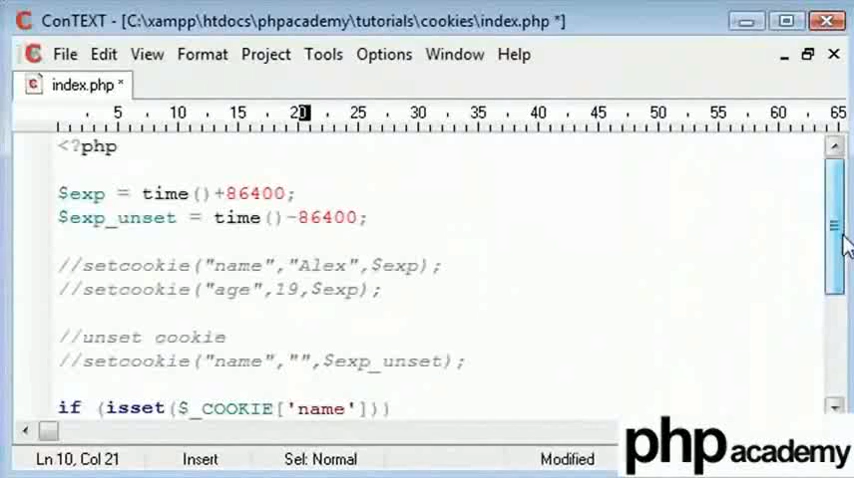 ConTEXT - [C:\xampp\htdocs\phpacademy\tutorials\cookies\index.php *]
File Edit View Format Project Tools Options Window Help
index.php *
5 10 15 20 25 30 35 40 45 50 55 60 65
<?php
$exp = time()+86400;
$exp_unset = time()-86400;
//setcookie("name","Alex",$exp);
//setcookie("age",19,$exp);
//unset cookie
//setcookie("name","",$exp_unset);
if (isset($_COOKIE['name']))
Ln 10, Col 21 Insert Sel: Normal Modified
php academy